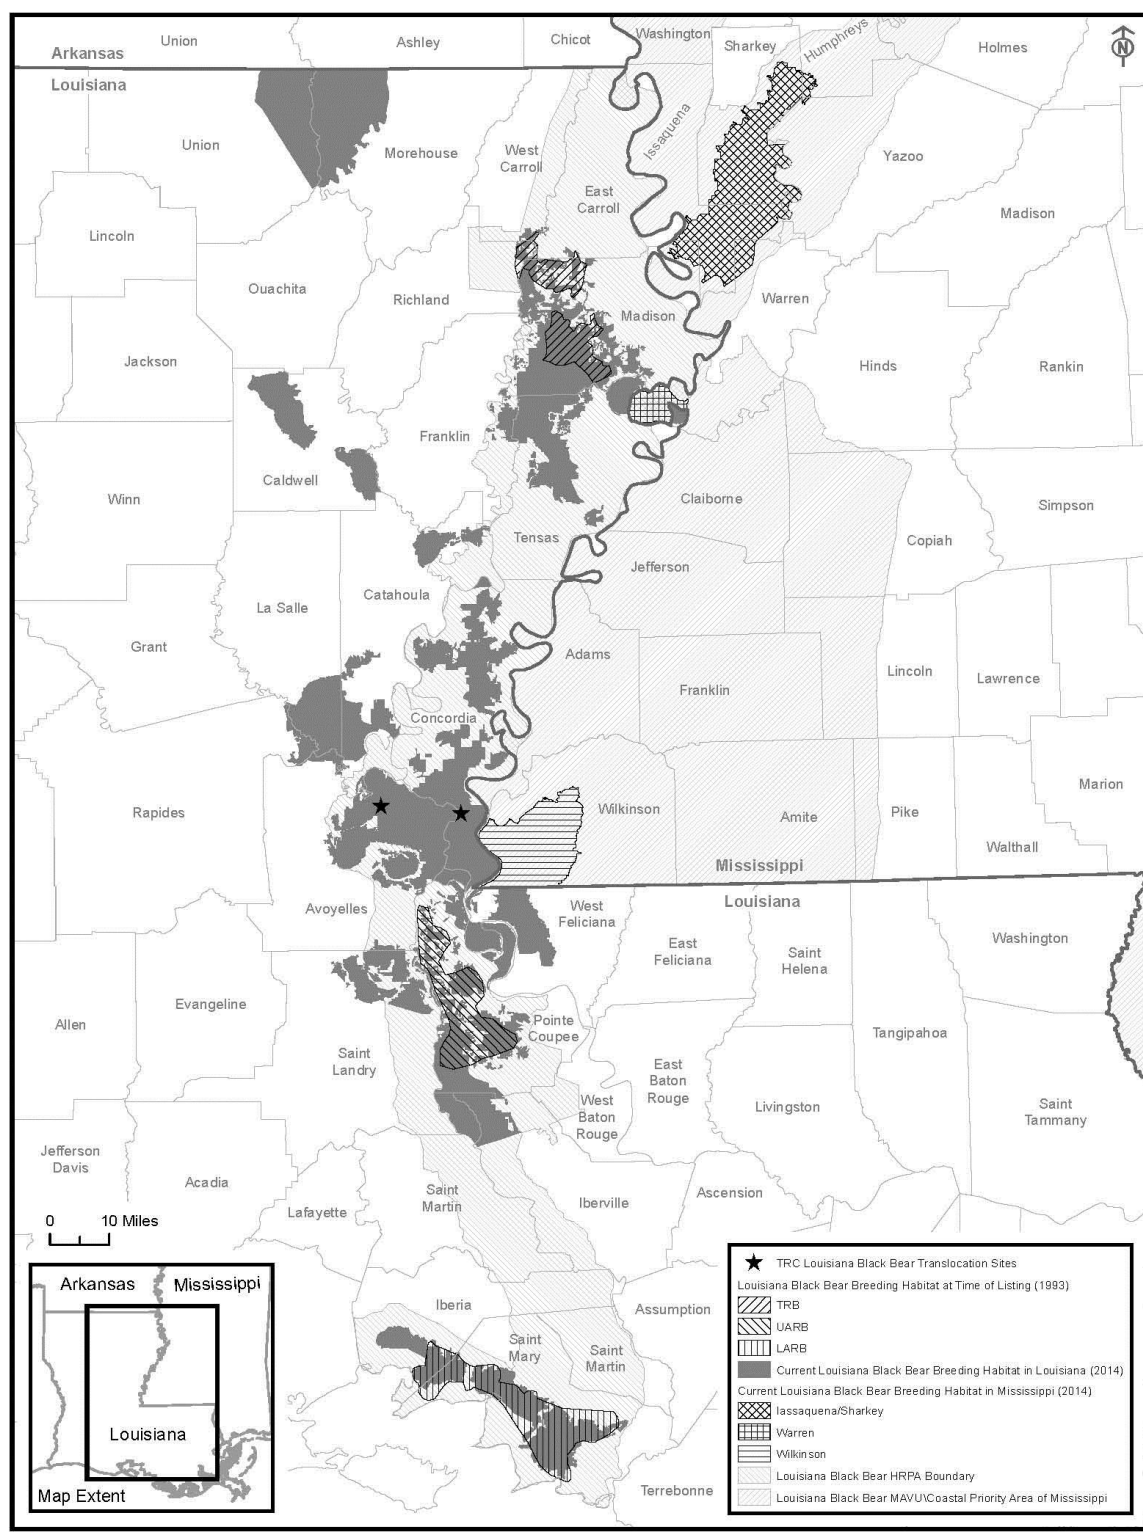 Union
Ashley
Chicot
Washington
Sharkey
Humphreys
Holmes
N
Arkansas
Louisiana
Union
Morehouse
West
Carroll
East
Carroll
Issaquena
Yazoo
Madison
Lincoln
Ouachita
Richland
Madison
Warren
Jackson
Hinds
Rankin
Franklin
Caldwell
Winn
Claiborne
Simpson
Tensas
Copiah
Jefferson
Catahoula
La Salle
Grant
Adams
Franklin
Lincoln
Lawrence
Concordia
Marion
Rapides
Wilkinson
Amite
Pike
Walthall
Mississippi
Louisiana
Avoyelles
West
Feliciana
East
Feliciana
Saint
Helena
Washington
Evangeline
Allen
Pointe
Coupee
Tangipahoa
Saint
Landry
East
Baton
Rouge
West
Baton
Rouge
Livingston
Saint
Tammany
Jefferson
Davis
Acadia
Saint
Martin
Iberville
Ascension
Lafayette
0 10 Miles
Iberia
Assumption
Saint
Mary
Saint
Martin
Terrebonne
Arkansas
Mississippi
Louisiana
Map Extent
TRC Louisiana Black Bear Translocation Sites
Louisiana Black Bear Breeding Habitat at Time of Listing (1993)
TRB
UARB
LARB
Current Louisiana Black Bear Breeding Habitat in Louisiana (2014)
Current Louisiana Black Bear Breeding Habitat in Mississippi (2014)
Iassaquena/Sharkey
Warren
Wilkinson
Louisiana Black Bear HRPA Boundary
Louisiana Black Bear MAVU\Coastal Priority Area of Mississippi